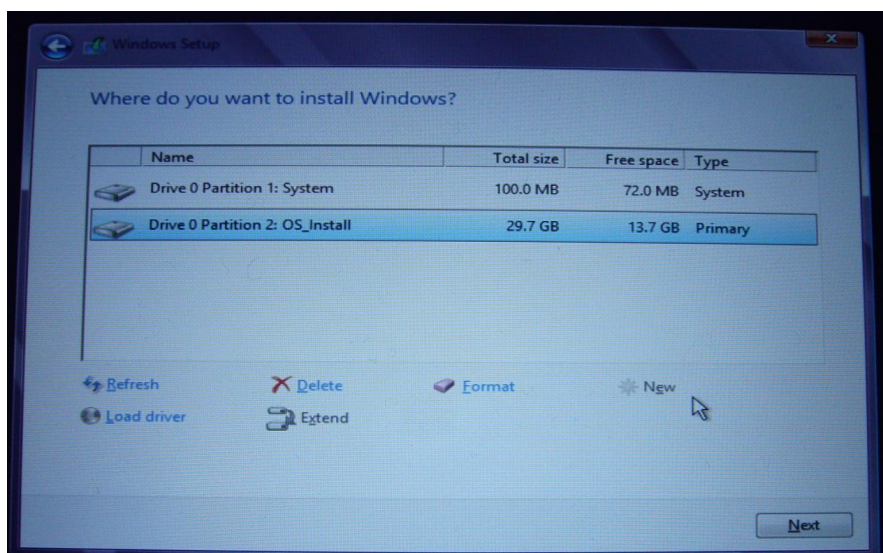 Windows Setup
Where do you want to install Windows?
Name Total size Free space Type
Drive 0 Partition 1: System 100.0 MB 72.0 MB System
Drive 0 Partition 2: OS_Install 29.7 GB 13.7 GB Primary
Refresh Delete Format New
Load driver Extend
Next